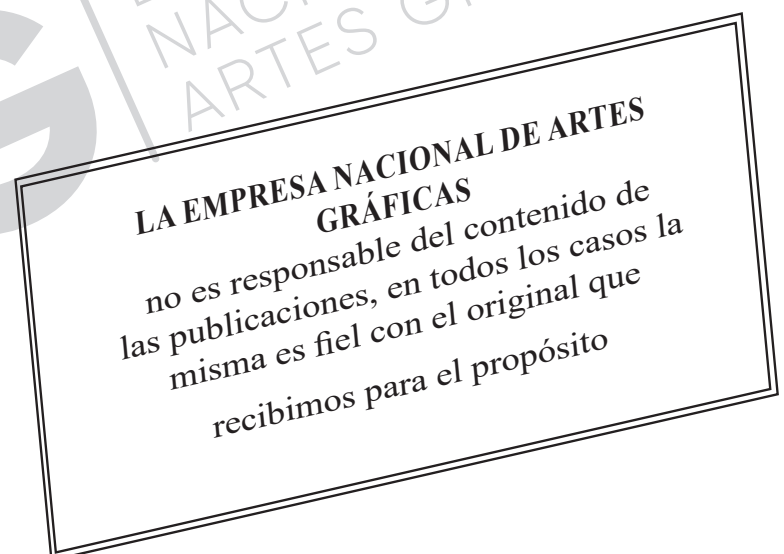 NACI
ARTES G
LA EMPRESA NACIONAL DE ARTES
GRÁFICAS
no es responsable del contenido de
las publicaciones, en todos los casos la
misma es fiel con el original que
recibimos para el propósito